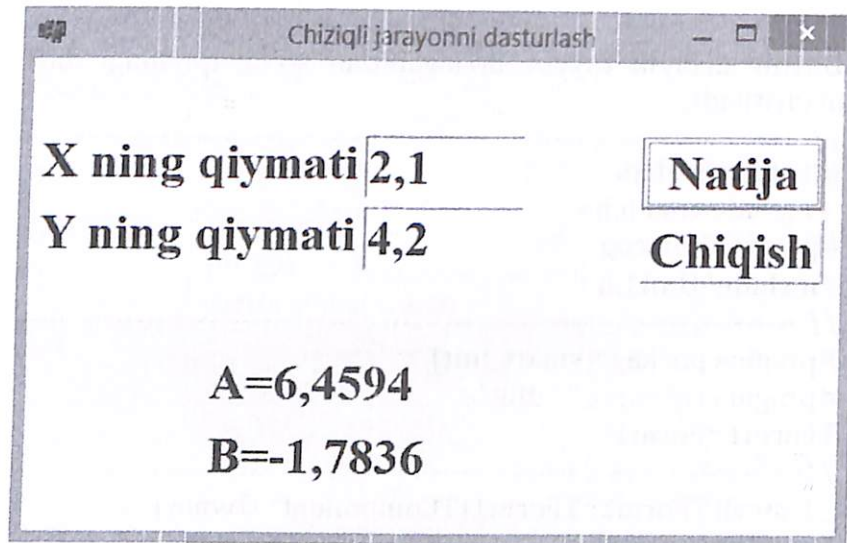 Chiziqli jarayonni dasturlash
X ning qiymati 2,1
Natija
Y ning qiymati 4,2
Chiqish
A=6,4594
B=-1,7836